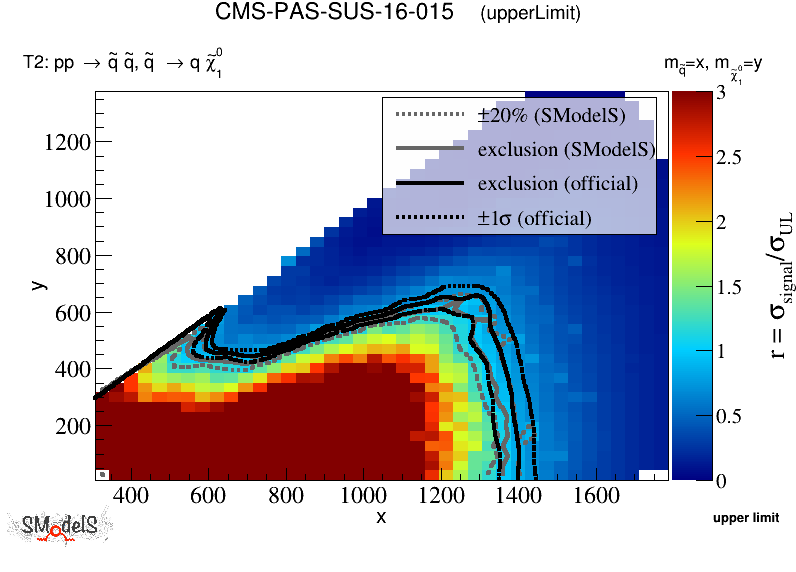 CMS-PAS-SUS-16-015 (upperLimit)
T2: pp → q̃ q̃, q̃ → q χ̃₁⁰
m_q̃=x, m_χ̃₁⁰=y
±20% (SModelS)
exclusion (SModelS)
exclusion (official)
±1σ (official)
y
1200
1000
800
600
400
200
400 600 800 1000 1200 1400 1600
x
3
2.5
2
1.5
1
0.5
0
r = σ_signal/σ_UL
SModelS
upper limit